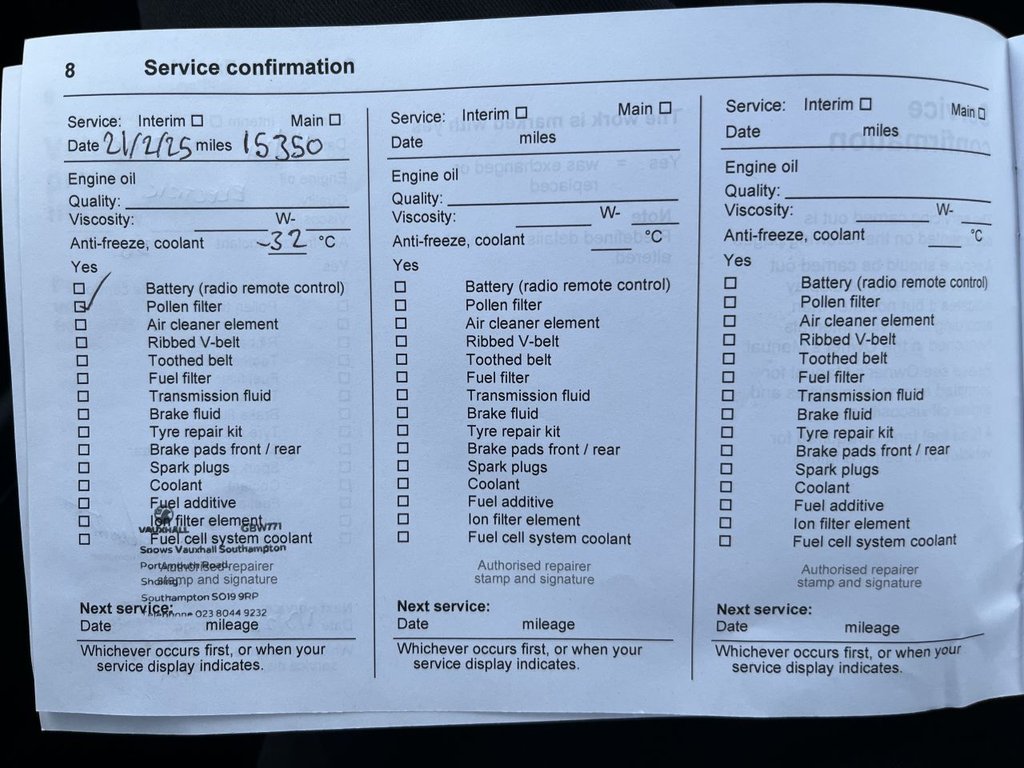 8 Service confirmation
Service: Interim ☐ Main ☐
Date 21/2/25 miles 15350
Engine oil
Quality:
Viscosity: W-
Anti-freeze, coolant -32 °C
Yes
☑ Battery (radio remote control)
☑ Pollen filter
☐ Air cleaner element
☐ Ribbed V-belt
☐ Toothed belt
☐ Fuel filter
☐ Transmission fluid
☐ Brake fluid
☐ Tyre repair kit
☐ Brake pads front / rear
☐ Spark plugs
☐ Coolant
☐ Fuel additive
☐ Ion filter element
☐ Fuel cell system coolant
VAUXHALL GBW771
Snows Vauxhall Southampton
Portsmouth Road
Sholing
Southampton SO19 9RP
Telephone 023 8044 9232
Authorised repairer
stamp and signature
Next service:
Date mileage
Whichever occurs first, or when your
service display indicates.
Service: Interim ☐ Main ☐
Date miles
Engine oil
Quality:
Viscosity: W-
Anti-freeze, coolant °C
Yes
☐ Battery (radio remote control)
☐ Pollen filter
☐ Air cleaner element
☐ Ribbed V-belt
☐ Toothed belt
☐ Fuel filter
☐ Transmission fluid
☐ Brake fluid
☐ Tyre repair kit
☐ Brake pads front / rear
☐ Spark plugs
☐ Coolant
☐ Fuel additive
☐ Ion filter element
☐ Fuel cell system coolant
Authorised repairer
stamp and signature
Next service:
Date mileage
Whichever occurs first, or when your
service display indicates.
Service: Interim ☐ Main ☐
Date miles
Engine oil
Quality:
Viscosity: W-
Anti-freeze, coolant °C
Yes
☐ Battery (radio remote control)
☐ Pollen filter
☐ Air cleaner element
☐ Ribbed V-belt
☐ Toothed belt
☐ Fuel filter
☐ Transmission fluid
☐ Brake fluid
☐ Tyre repair kit
☐ Brake pads front / rear
☐ Spark plugs
☐ Coolant
☐ Fuel additive
☐ Ion filter element
☐ Fuel cell system coolant
Authorised repairer
stamp and signature
Next service:
Date mileage
Whichever occurs first, or when your
service display indicates.